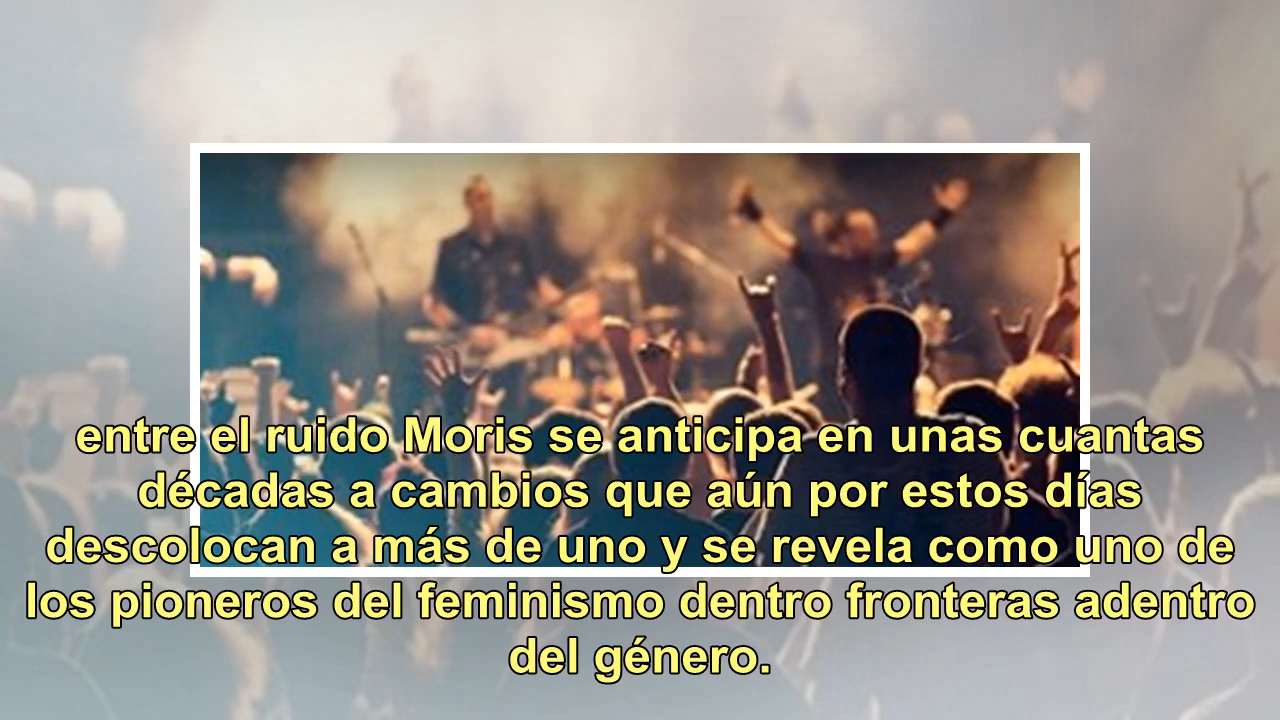 entre el ruido Moris se anticipa en unas cuantas
décadas a cambios que aún por estos días
descolocan a más de uno y se revela como uno de
los pioneros del feminismo dentro fronteras adentro
del género.